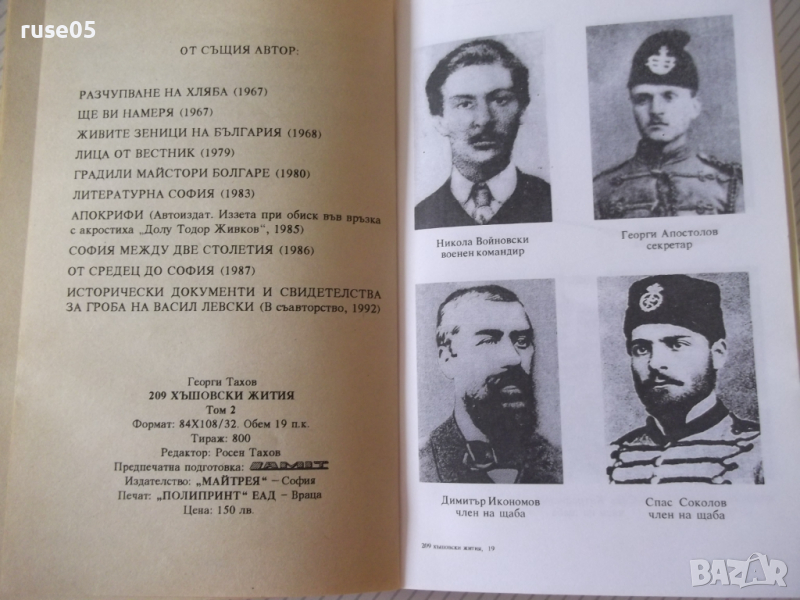 ruse05
ОТ СЪЩИЯ АВТОР:
РАЗЧУПВАНЕ НА ХЛЯБА (1967)
ЩЕ ВИ НАМЕРЯ (1967)
ЖИВИТЕ ЗЕНИЦИ НА БЪЛГАРИЯ (1968)
ЛИЦА ОТ ВЕСТНИК (1979)
ГРАДИЛИ МАЙСТОРИ БОЛГАРЕ (1980)
ЛИТЕРАТУРНА СОФИЯ (1983)
АПОКРИФИ (Автоиздат. Иззета при обиск във връзка
с акростиха „Долу Тодор Живков", 1985)
СОФИЯ МЕЖДУ ДВЕ СТОЛЕТИЯ (1986)
ОТ СРЕДЕЦ ДО СОФИЯ (1987)
ИСТОРИЧЕСКИ ДОКУМЕНТИ И СВИДЕТЕЛСТВА
ЗА ГРОБА НА ВАСИЛ ЛЕВСКИ (В съавторство, 1992)
Георги Тахов
209 ХЪШОВСКИ ЖИТИЯ
Том 2
Формат: 84X108/32. Обем 19 п.к.
Тираж: 800
Редактор: Росен Тахов
Предпечатна подготовка:
Издателство: „МАЙТРЕЯ" – София
Печат: „ПОЛИПРИНТ" ЕАД – Враца
Цена: 150 лв.
Никола Войновски
военен командир
Георги Апостолов
секретар
Димитър Икономов
член на щаба
Спас Соколов
член на щаба
209 хъшовско жития, 19
BAZAR